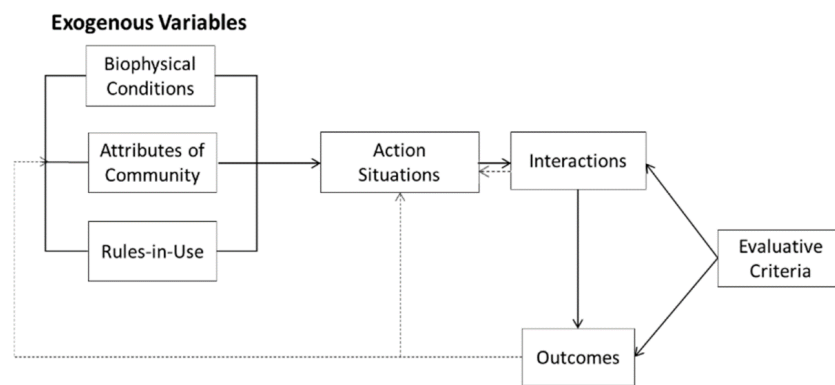 Exogenous Variables
Biophysical
Conditions
Attributes of
Community
Rules-in-Use
Action
Situations
Interactions
Evaluative
Criteria
Outcomes